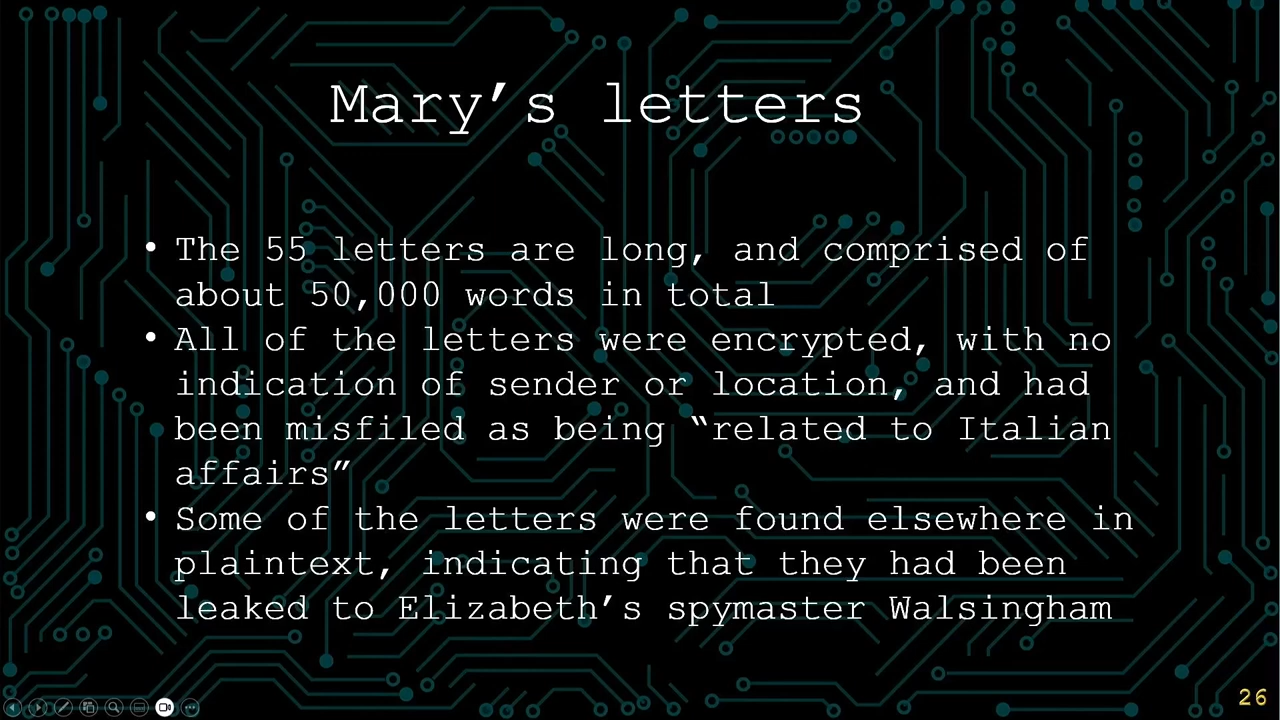 Mary’s letters
• The 55 letters are long, and comprised of
about 50,000 words in total
• All of the letters were encrypted, with no
indication of sender or location, and had
been misfiled as being “related to Italian
affairs”
• Some of the letters were found elsewhere in
plaintext, indicating that they had been
leaked to Elizabeth’s spymaster Walsingham
26